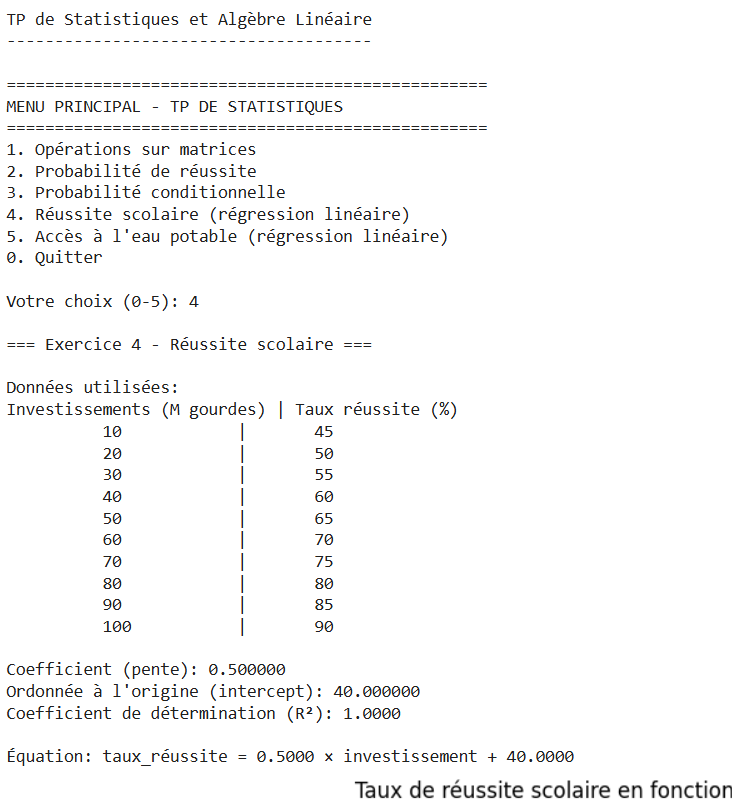 TP de Statistiques et Algèbre Linéaire
--------------------------------------
==================================================
MENU PRINCIPAL - TP DE STATISTIQUES
==================================================
1. Opérations sur matrices
2. Probabilité de réussite
3. Probabilité conditionnelle
4. Réussite scolaire (régression linéaire)
5. Accès à l'eau potable (régression linéaire)
0. Quitter
Votre choix (0-5): 4
=== Exercice 4 - Réussite scolaire ===
Données utilisées:
Investissements (M gourdes) | Taux réussite (%)
10 | 45
20 | 50
30 | 55
40 | 60
50 | 65
60 | 70
70 | 75
80 | 80
90 | 85
100 | 90
Coefficient (pente): 0.500000
Ordonnée à l'origine (intercept): 40.000000
Coefficient de détermination (R²): 1.0000
Équation: taux_réussite = 0.5000 × investissement + 40.0000
Taux de réussite scolaire en fonction